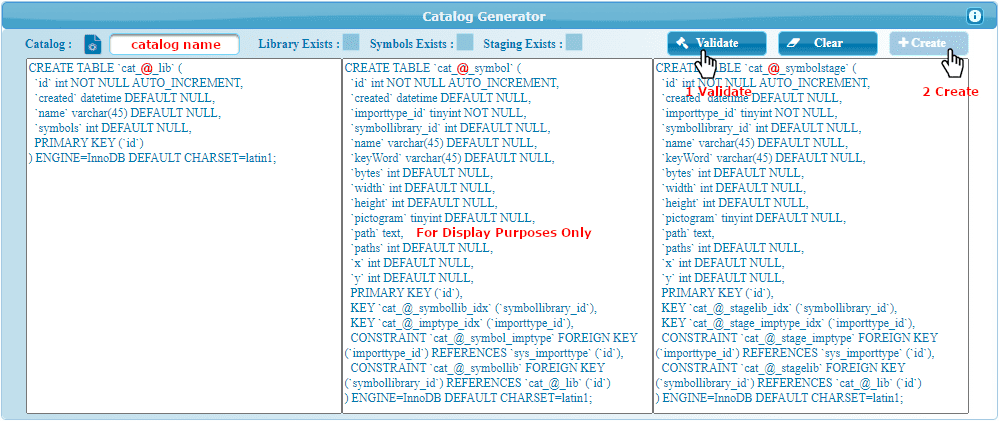 Catalog Generator
Catalog :
catalog name
Library Exists :
Symbols Exists :
Staging Exists :
Validate
Clear
Create
1 Validate
2 Create
CREATE TABLE `cat_@_lib` (
`id` int NOT NULL AUTO_INCREMENT,
`created` datetime DEFAULT NULL,
`name` varchar(45) DEFAULT NULL,
`symbols` int DEFAULT NULL,
PRIMARY KEY (`id`)
) ENGINE=InnoDB DEFAULT CHARSET=latin1;
CREATE TABLE `cat_@_symbol` (
`id` int NOT NULL AUTO_INCREMENT,
`created` datetime DEFAULT NULL,
`importtype_id` tinyint NOT NULL,
`symbollibrary_id` int DEFAULT NULL,
`name` varchar(45) DEFAULT NULL,
`keyWord` varchar(45) DEFAULT NULL,
`bytes` int DEFAULT NULL,
`width` int DEFAULT NULL,
`height` int DEFAULT NULL,
`pictogram` tinyint DEFAULT NULL,
`path` text,
For Display Purposes Only
`paths` int DEFAULT NULL,
`x` int DEFAULT NULL,
`y` int DEFAULT NULL,
PRIMARY KEY (`id`),
KEY `cat_@_symbollib_idx` (`symbollibrary_id`),
KEY `cat_@_imptype_idx` (`importtype_id`),
CONSTRAINT `cat_@_symbol_imptype` FOREIGN KEY
(`importtype_id`) REFERENCES `sys_importtype` (`id`),
CONSTRAINT `cat_@_symbollib` FOREIGN KEY
(`symbollibrary_id`) REFERENCES `cat_@_lib` (`id`)
) ENGINE=InnoDB DEFAULT CHARSET=latin1;
CREATE TABLE `cat_@_symbolstage` (
`id` int NOT NULL AUTO_INCREMENT,
`created` datetime DEFAULT NULL,
`importtype_id` tinyint NOT NULL,
`symbollibrary_id` int DEFAULT NULL,
`name` varchar(45) DEFAULT NULL,
`keyWord` varchar(45) DEFAULT NULL,
`bytes` int DEFAULT NULL,
`width` int DEFAULT NULL,
`height` int DEFAULT NULL,
`pictogram` tinyint DEFAULT NULL,
`path` text,
`paths` int DEFAULT NULL,
`x` int DEFAULT NULL,
`y` int DEFAULT NULL,
PRIMARY KEY (`id`),
KEY `cat_@_stagelib_idx` (`symbollibrary_id`),
KEY `cat_@_stage_imptype_idx` (`importtype_id`),
CONSTRAINT `cat_@_stage_imptype` FOREIGN KEY
(`importtype_id`) REFERENCES `sys_importtype` (`id`),
CONSTRAINT `cat_@_stagelib` FOREIGN KEY
(`symbollibrary_id`) REFERENCES `cat_@_lib` (`id`)
) ENGINE=InnoDB DEFAULT CHARSET=latin1;